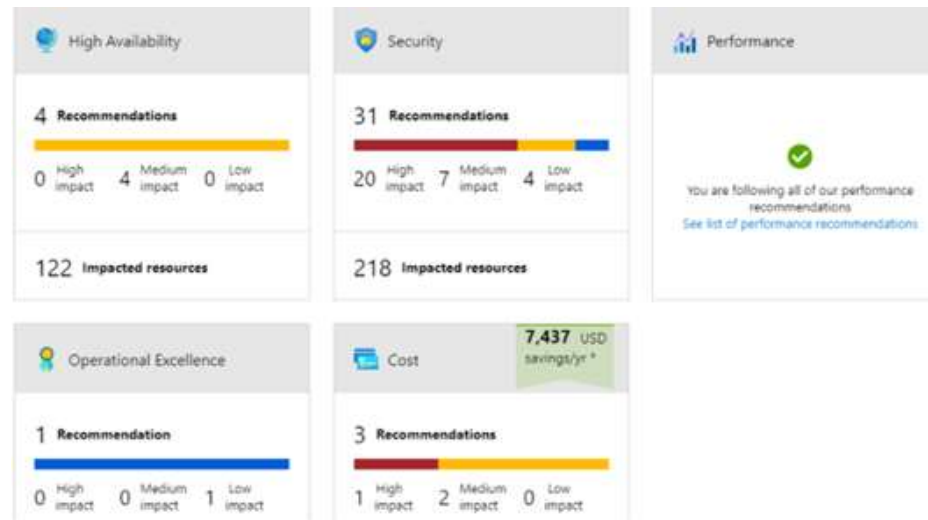 High Availability
4 Recommendations
0 High impact 4 Medium impact 0 Low impact
122 Impacted resources
Security
31 Recommendations
20 High impact 7 Medium impact 4 Low impact
218 Impacted resources
Performance
You are following all of our performance
recommendations
See list of performance recommendations
Operational Excellence
1 Recommendation
0 High impact 0 Medium impact 1 Low impact
Cost
7,437 USD
savings/yr *
3 Recommendations
1 High impact 2 Medium impact 0 Low impact